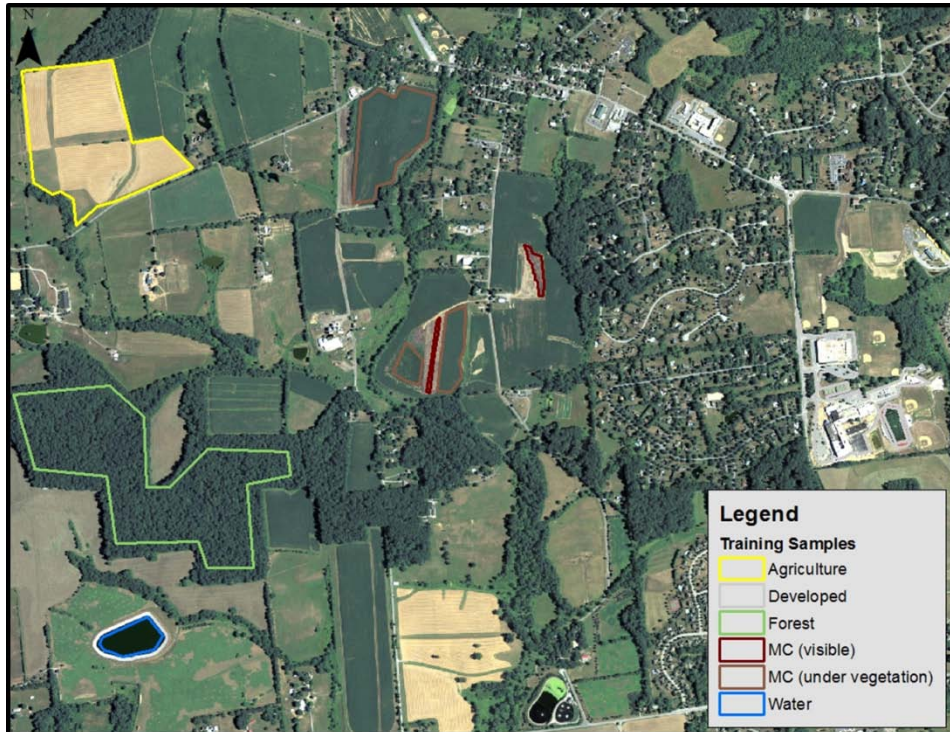 N
Legend
Training Samples
Agriculture
Developed
Forest
MC (visible)
MC (under vegetation)
Water